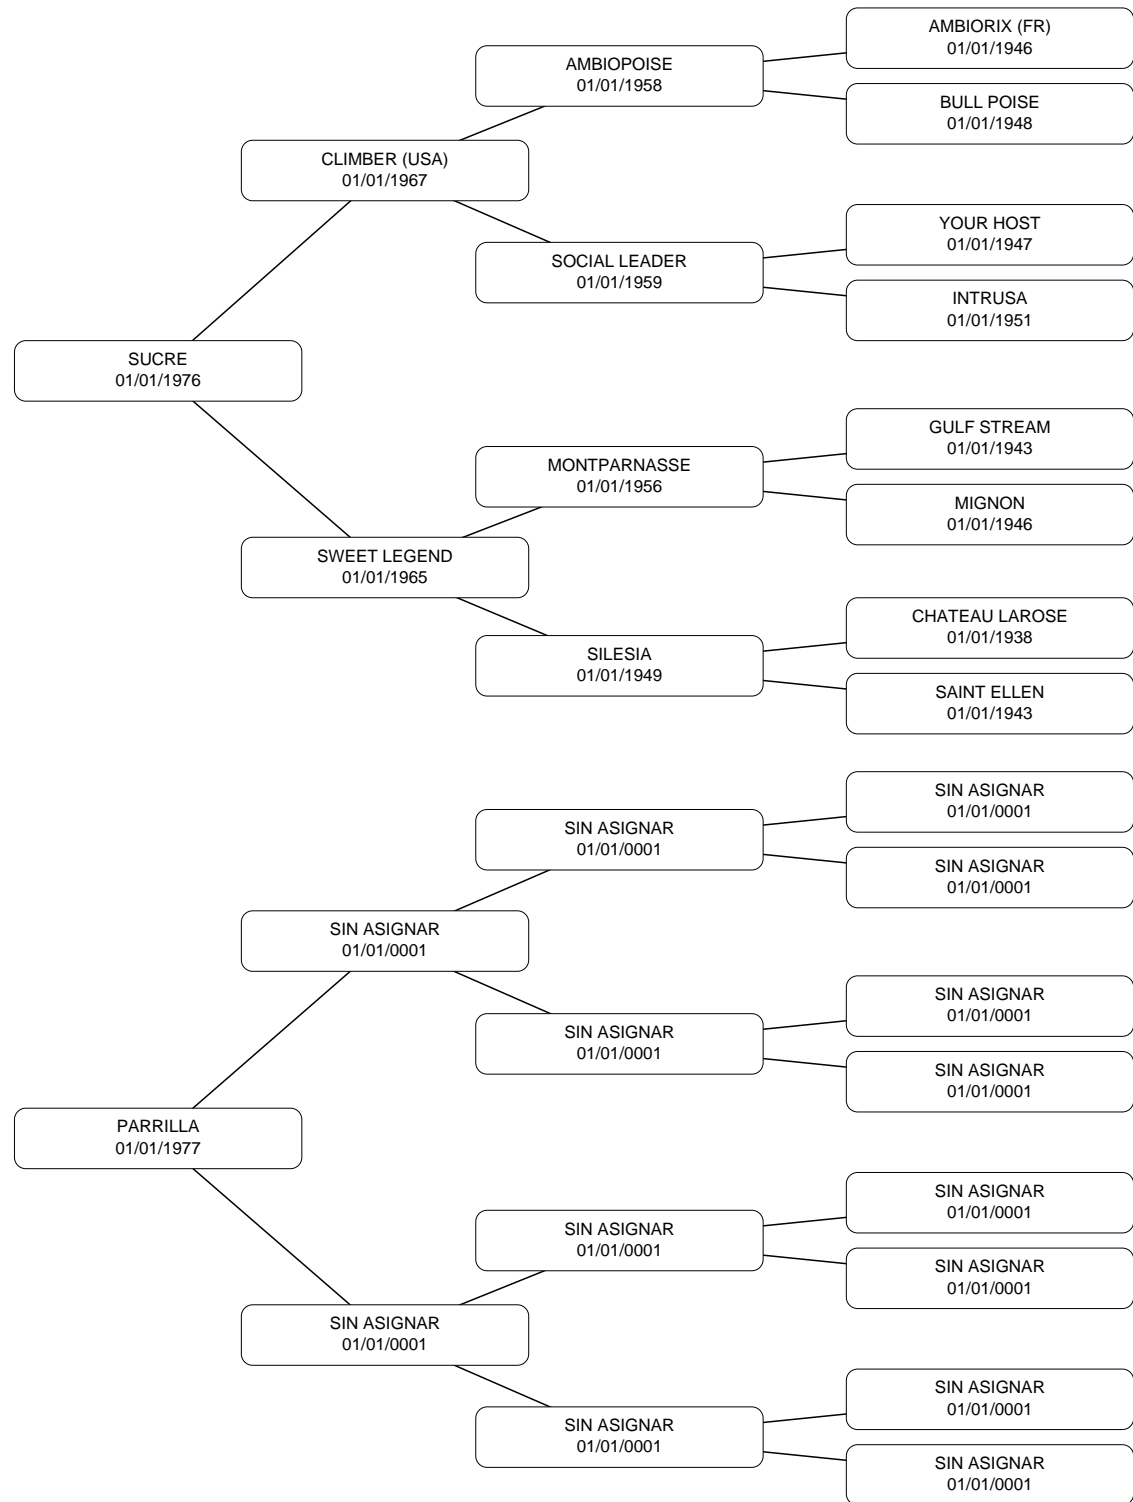 AMBIORIX (FR)
01/01/1946
AMBIOPOISE
01/01/1958
BULL POISE
01/01/1948
CLIMBER (USA)
01/01/1967
YOUR HOST
01/01/1947
SOCIAL LEADER
01/01/1959
INTRUSA
01/01/1951
SUCRE
01/01/1976
GULF STREAM
01/01/1943
MONTPARNASSE
01/01/1956
MIGNON
01/01/1946
SWEET LEGEND
01/01/1965
CHATEAU LAROSE
01/01/1938
SILESIA
01/01/1949
SAINT ELLEN
01/01/1943
SIN ASIGNAR
01/01/0001
SIN ASIGNAR
01/01/0001
SIN ASIGNAR
01/01/0001
SIN ASIGNAR
01/01/0001
SIN ASIGNAR
01/01/0001
SIN ASIGNAR
01/01/0001
SIN ASIGNAR
01/01/0001
PARRILLA
01/01/1977
SIN ASIGNAR
01/01/0001
SIN ASIGNAR
01/01/0001
SIN ASIGNAR
01/01/0001
SIN ASIGNAR
01/01/0001
SIN ASIGNAR
01/01/0001
SIN ASIGNAR
01/01/0001
SIN ASIGNAR
01/01/0001